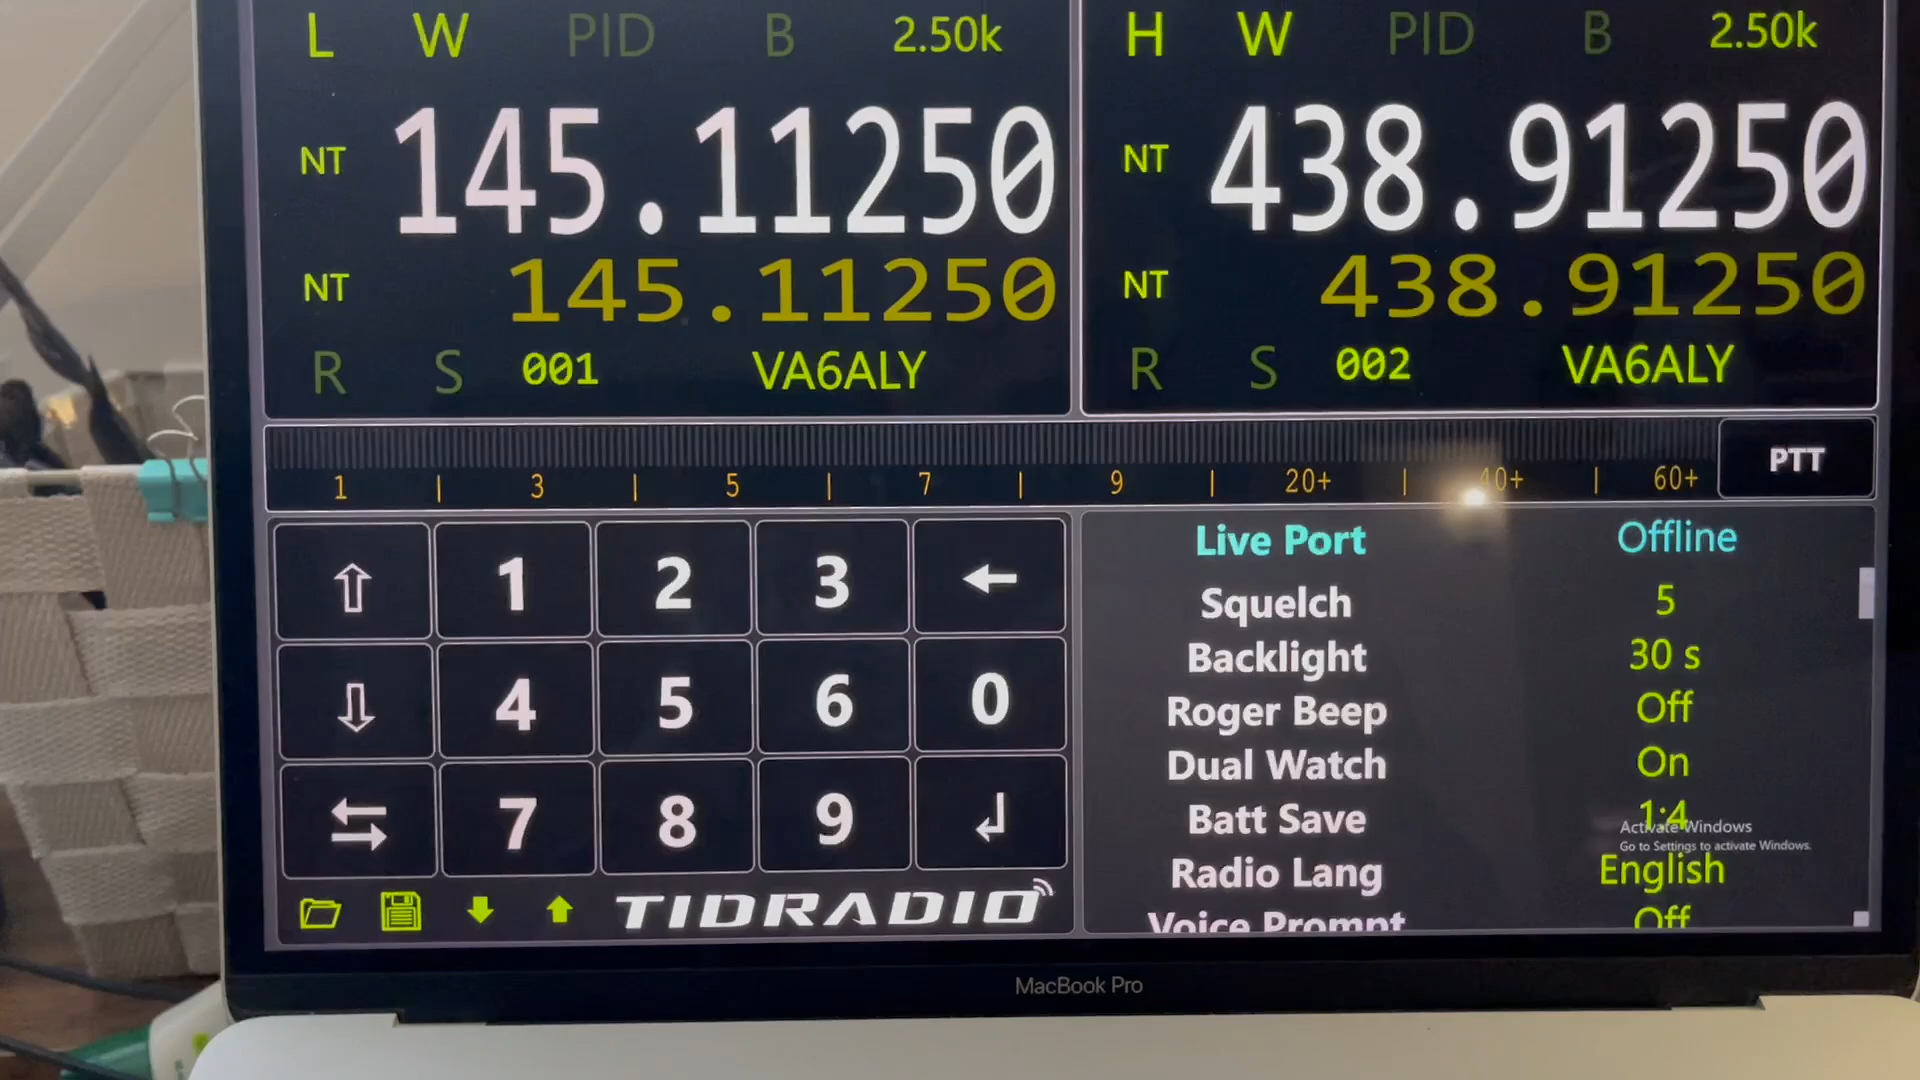 L W PID B 2.50k
H W PID B 2.50k
NT 145.11250
NT 438.91250
NT 145.11250
NT 438.91250
R S 001 VA6ALY
R S 002 VA6ALY
1 | 3 | 5 | 7 | 9 | 20+ | 40+ | 60+
PTT
1 2 3
4 5 6 0
7 8 9
TIDRADIO
Live Port Offline
Squelch 5
Backlight 30 s
Roger Beep Off
Dual Watch On
Batt Save 1:4
Activate Windows
Go to Settings to activate Windows.
Radio Lang English
Voice Prompt Off
MacBook Pro